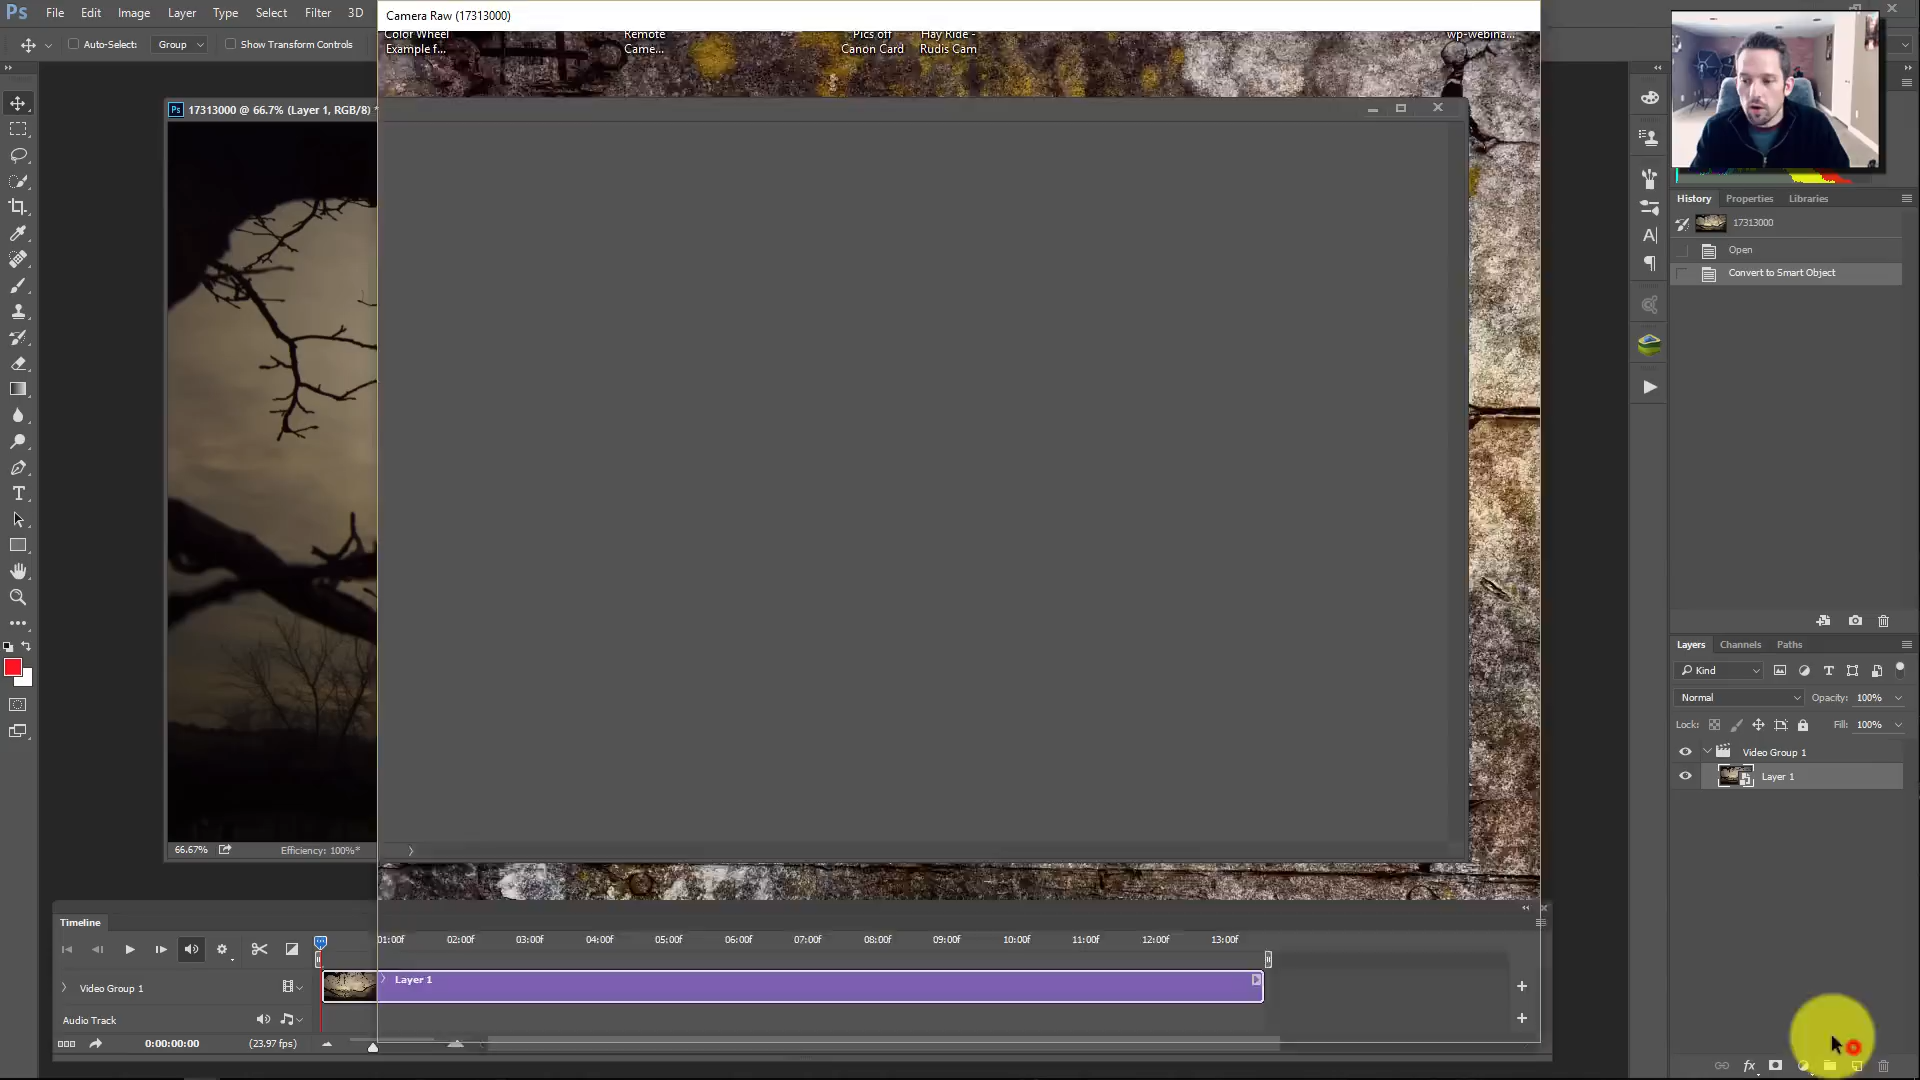 Ps File Edit Image Layer Type Select Filter 3D
Camera Raw (17313000)
Auto-Select: Group Show Transform Controls
Color Wheel
Example f...
Remote
Came...
Pics off
Canon Card
Hay Ride -
Rudis Cam
wp-webina...
Ps 17313000 @ 66.7% (Layer 1, RGB/8) *
History Properties Libraries
17313000
Open
Convert to Smart Object
A
T
Layers Channels Paths
Kind
T
Normal Opacity: 100%
Lock: Fill: 100%
Video Group 1
Layer 1
66.67% Efficiency: 100%*
Timeline
01:00f 02:00f 03:00f 04:00f 05:00f 06:00f 07:00f 08:00f 09:00f 10:00f 11:00f 12:00f 13:00f
Video Group 1
Layer 1
Audio Track
0:00:00:00 (23.97 fps)
fx